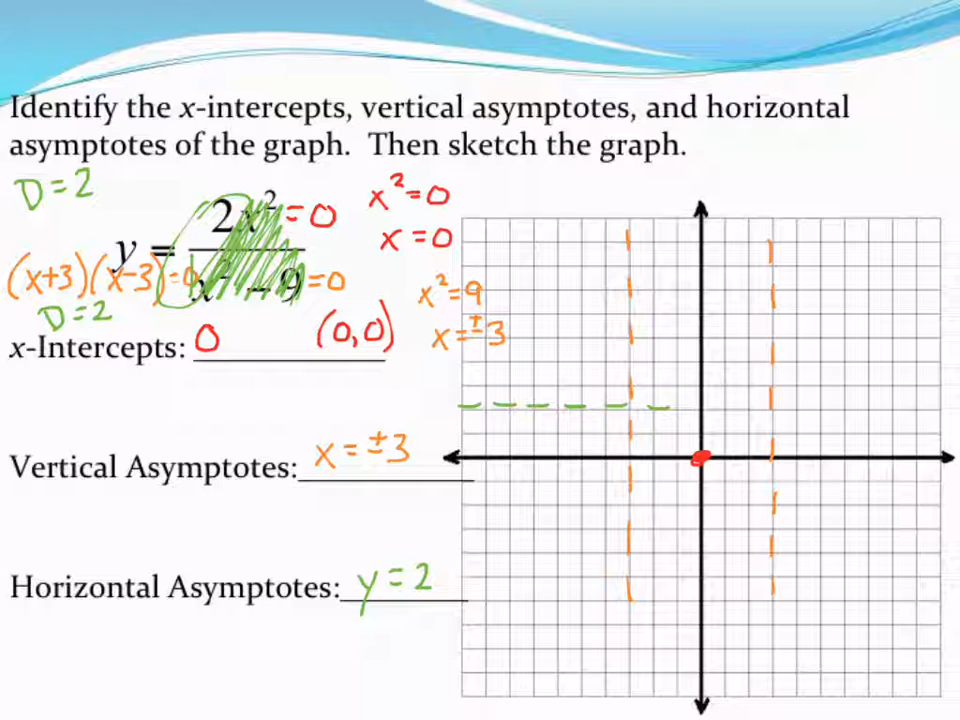 Identify the x-intercepts, vertical asymptotes, and horizontal
asymptotes of the graph. Then sketch the graph.
D=2
x²=0
y = 2x² / x² - 9
=0
x=0
(x+3)(x-3)=0
=0
x²=9
D=2
x=±3
x-Intercepts: 0 (0,0)
Vertical Asymptotes: x=±3
Horizontal Asymptotes: y=2